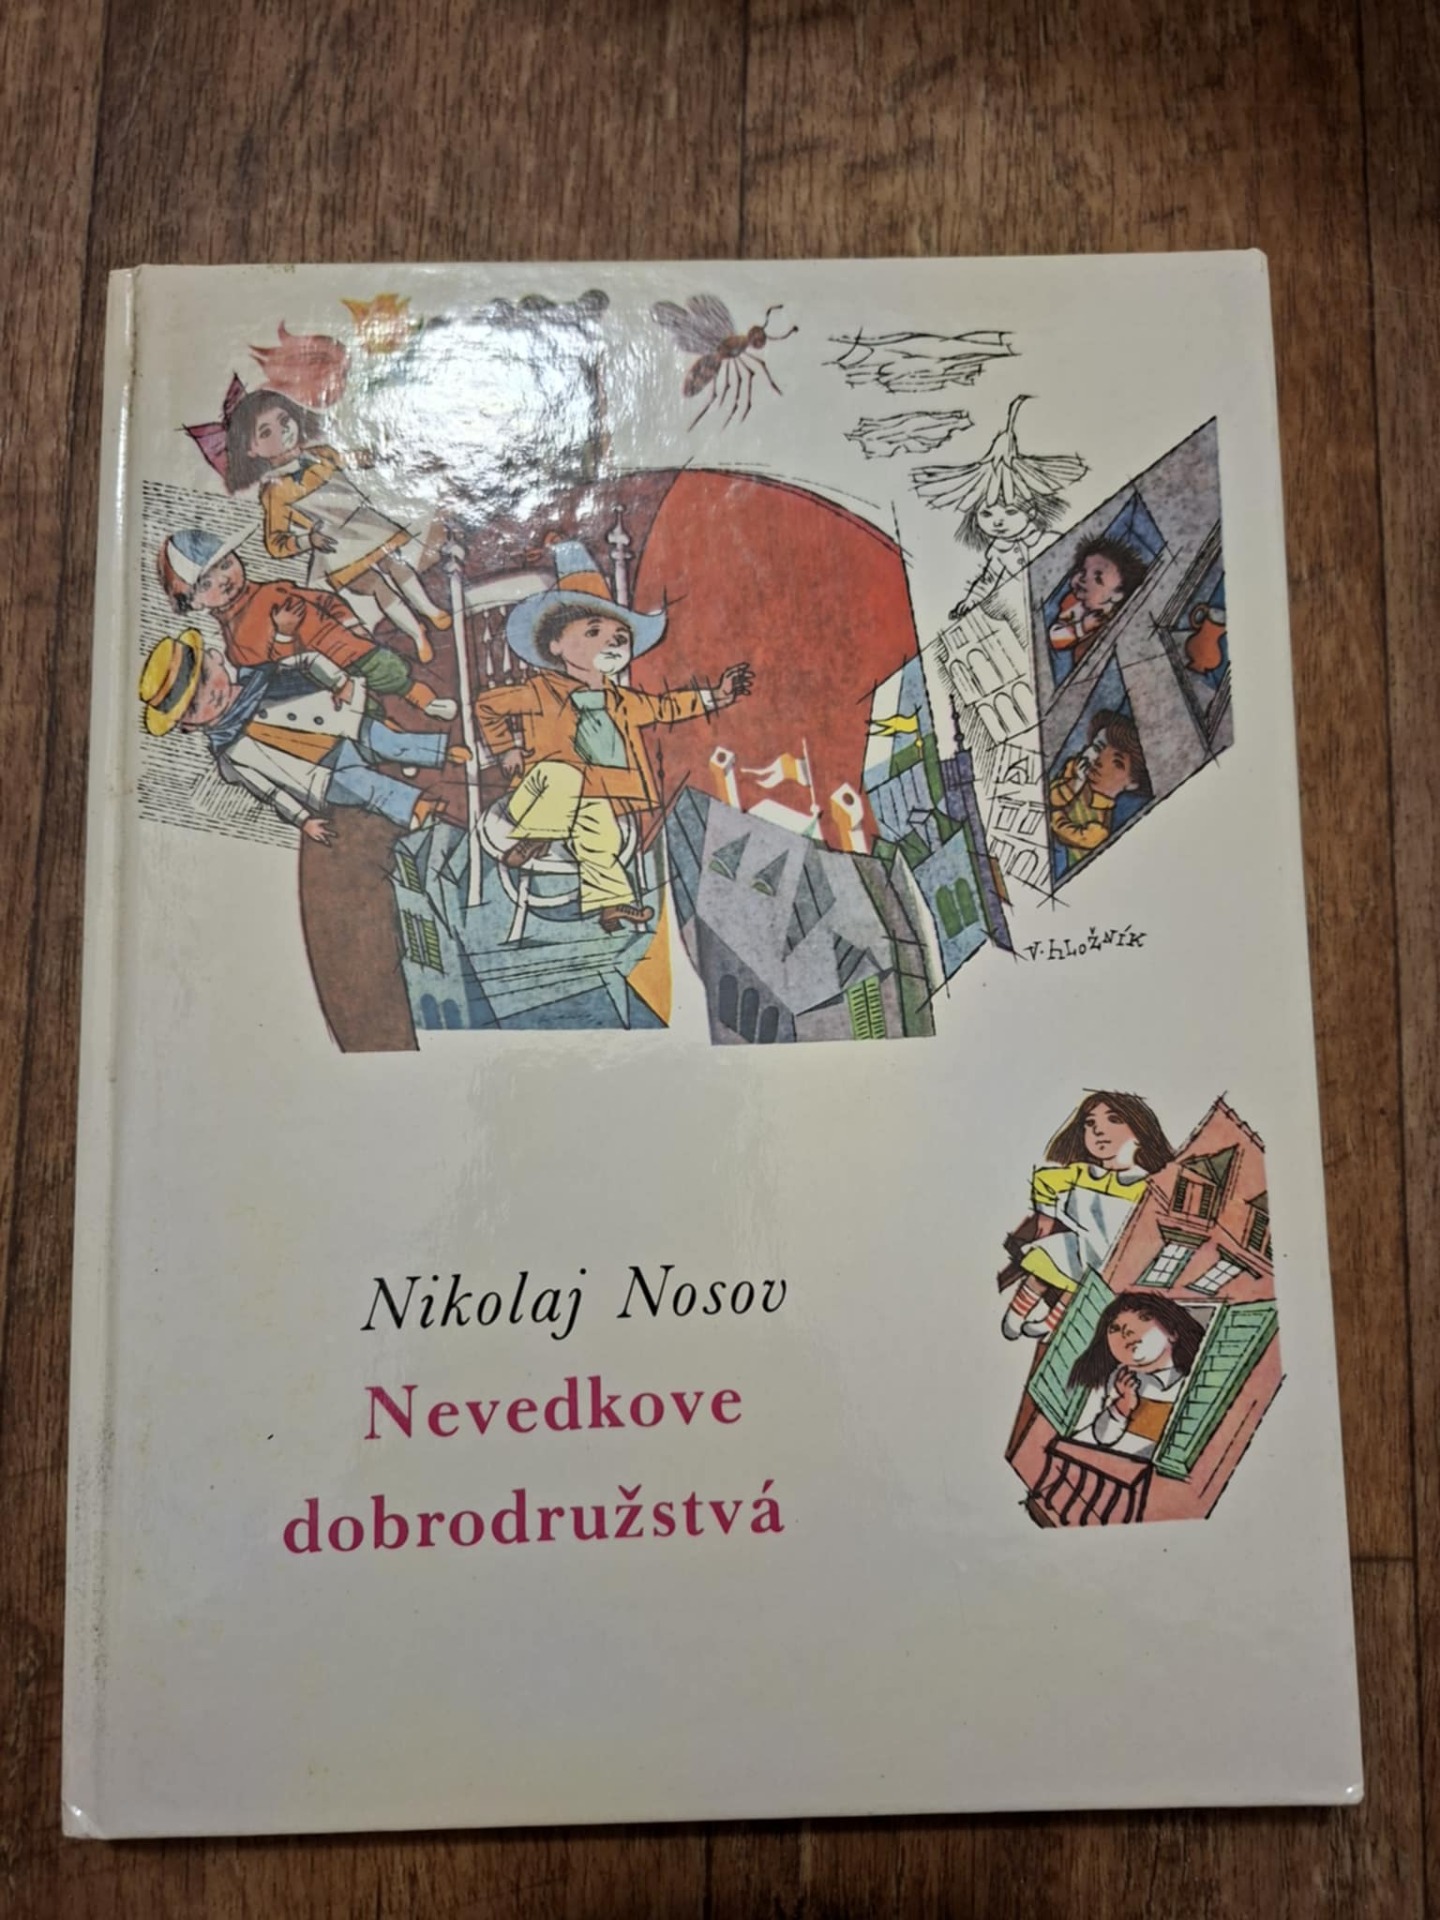 V. HLOŽNÍK
Nikolaj Nosov
Nevedkove
dobrodružstvá